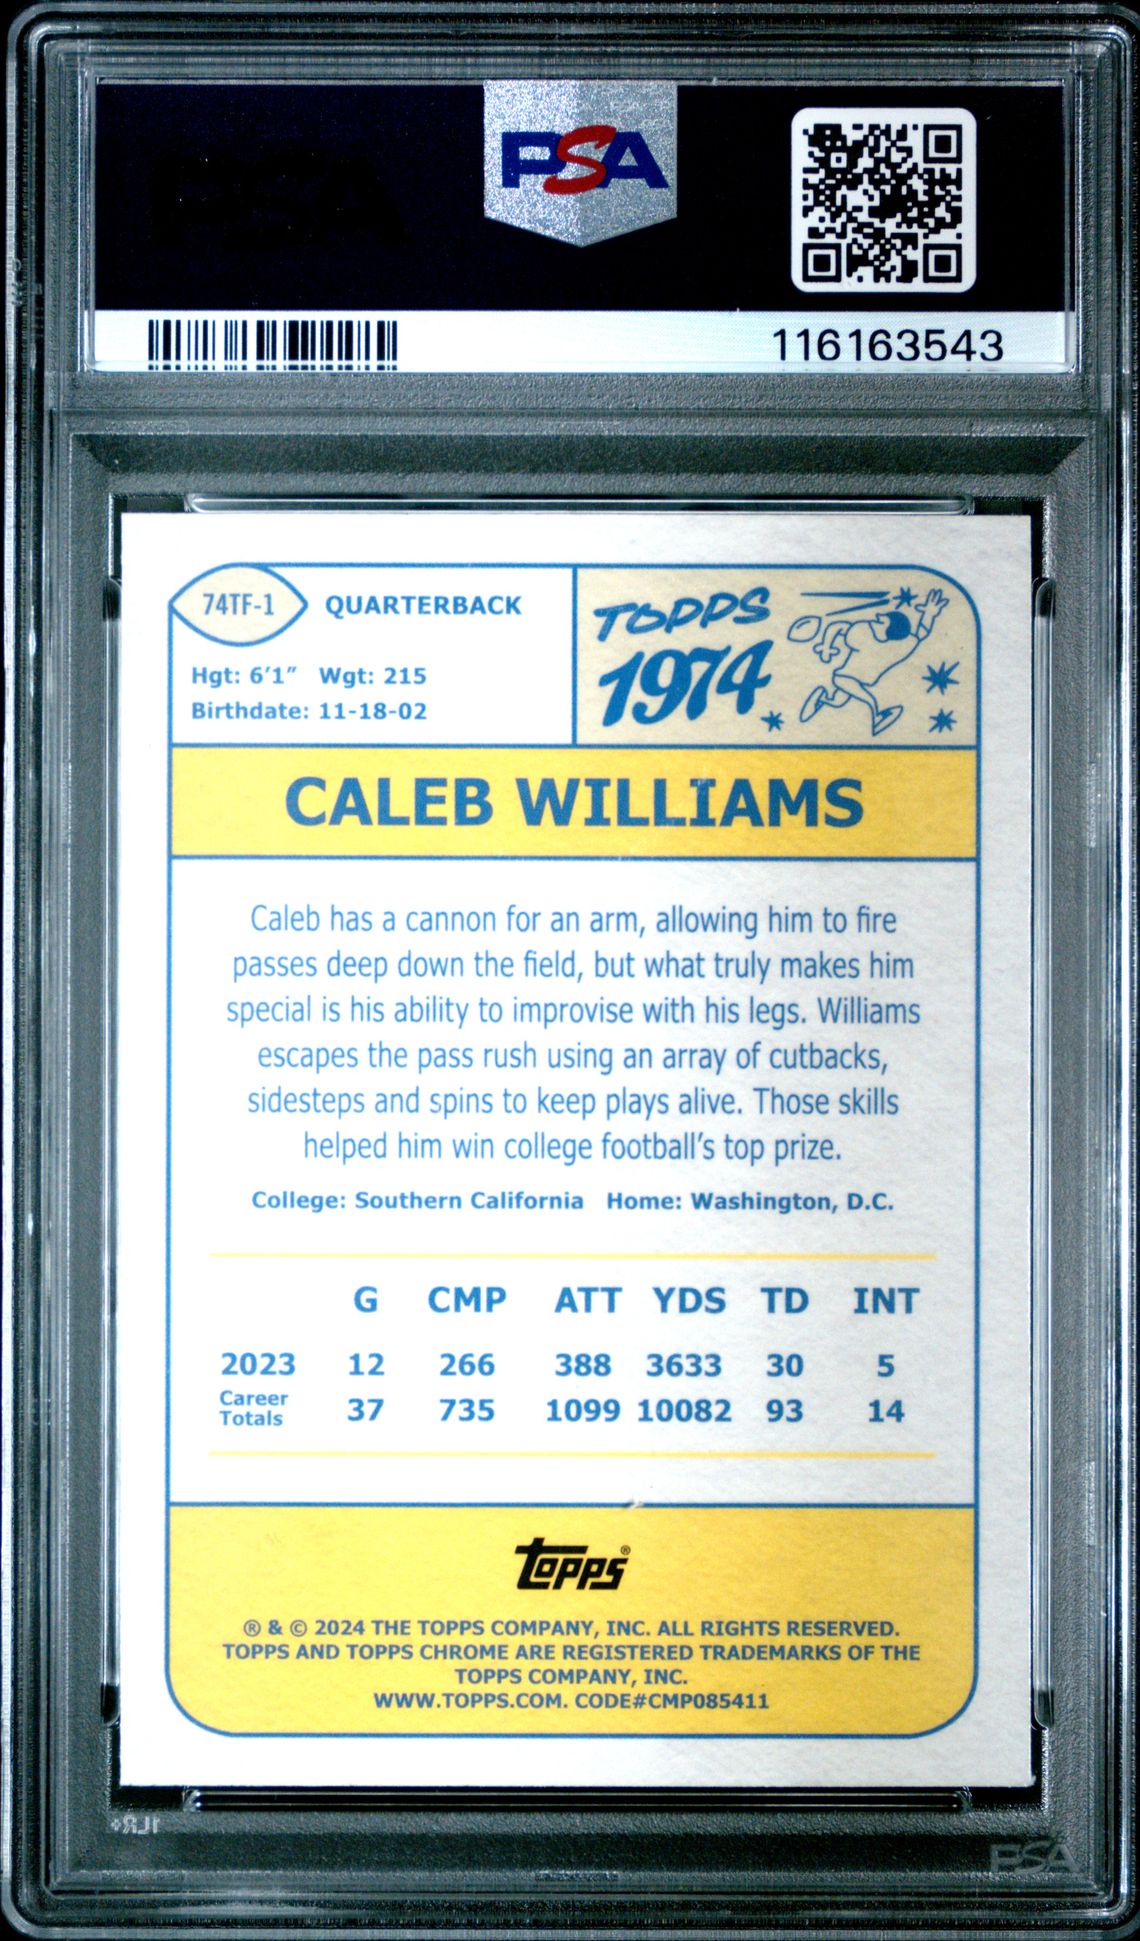 PSA
116163543
74TF-1 QUARTERBACK
Hgt: 6'1" Wgt: 215
Birthdate: 11-18-02
TOPPS
1974
CALEB WILLIAMS
Caleb has a cannon for an arm, allowing him to fire
passes deep down the field, but what truly makes him
special is his ability to improvise with his legs. Williams
escapes the pass rush using an array of cutbacks,
sidesteps and spins to keep plays alive. Those skills
helped him win college football's top prize.
College: Southern California Home: Washington, D.C.
G CMP ATT YDS TD INT
2023 12 266 388 3633 30 5
Career Totals 37 735 1099 10082 93 14
Topps®
® & © 2024 THE TOPPS COMPANY, INC. ALL RIGHTS RESERVED.
TOPPS AND TOPPS CHROME ARE REGISTERED TRADEMARKS OF THE
TOPPS COMPANY, INC.
WWW.TOPPS.COM. CODE#CMP085411
1LR+
PSA